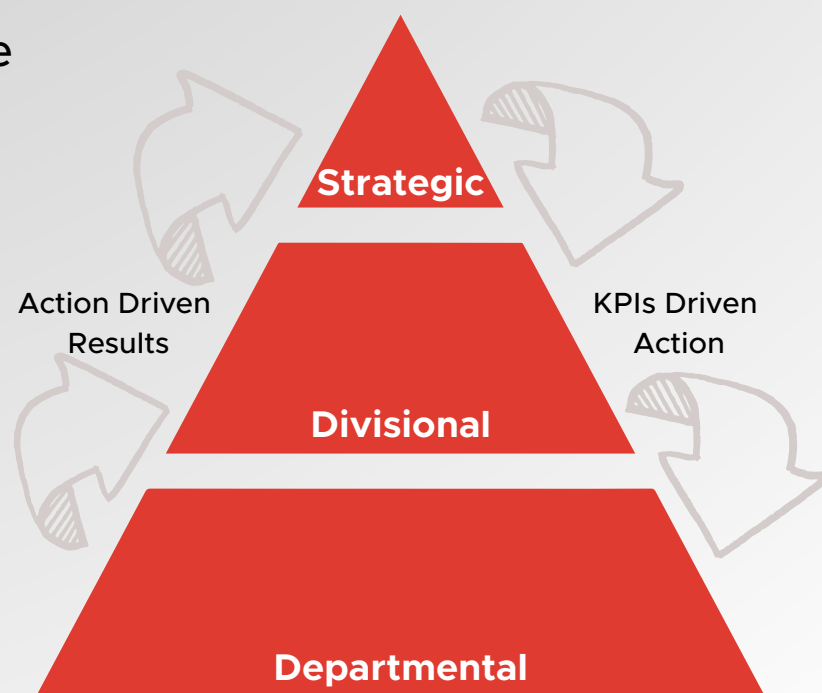 e
Strategic
Action Driven
Results
KPIs Driven
Action
Divisional
Departmental